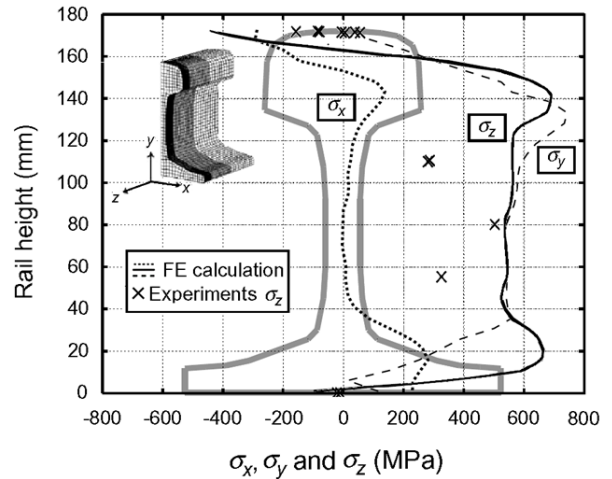 180
160
140
120
100
80
60
40
20
0
Rail height (mm)
y
z
x
σx
σz
σy
FE calculation
× Experiments σz
-800 -600 -400 -200 0 200 400 600 800
σx, σy and σz (MPa)